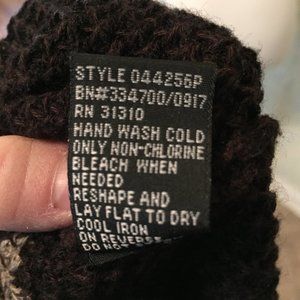 STYLE 044256P
BN#334700/0917
RN 31310
HAND WASH COLD
ONLY NON-CHLORINE
BLEACH WHEN
NEEDED
RESHAPE AND
LAY FLAT TO DRY
COOL IRON
ON REVERSE
DO